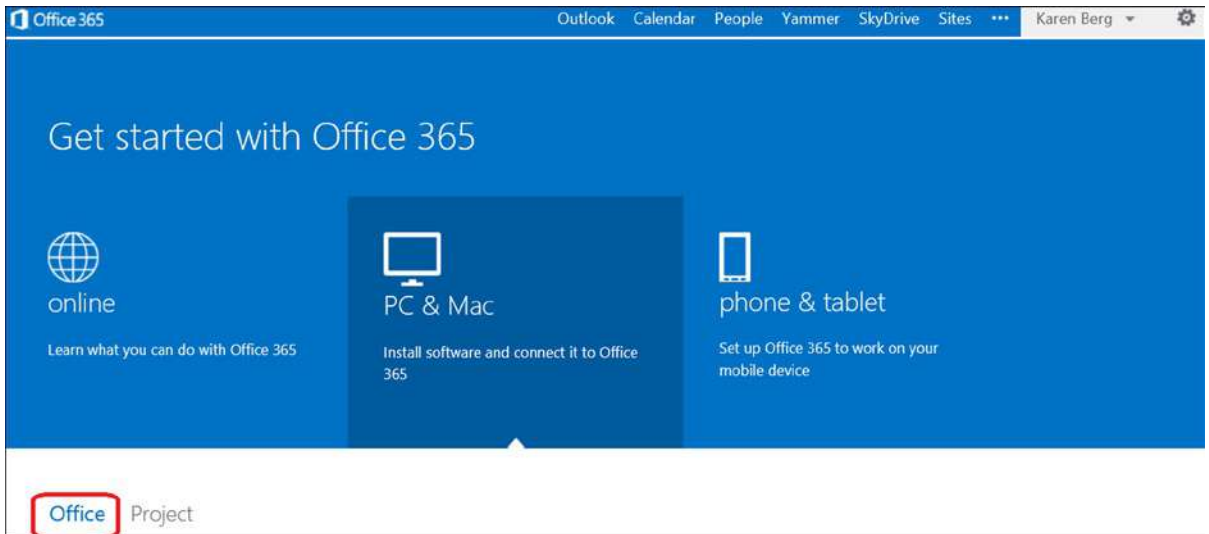 Office 365 Outlook Calendar People Yammer SkyDrive Sites ••• Karen Berg
Get started with Office 365
online
Learn what you can do with Office 365
PC & Mac
Install software and connect it to Office
365
phone & tablet
Set up Office 365 to work on your
mobile device
Office Project